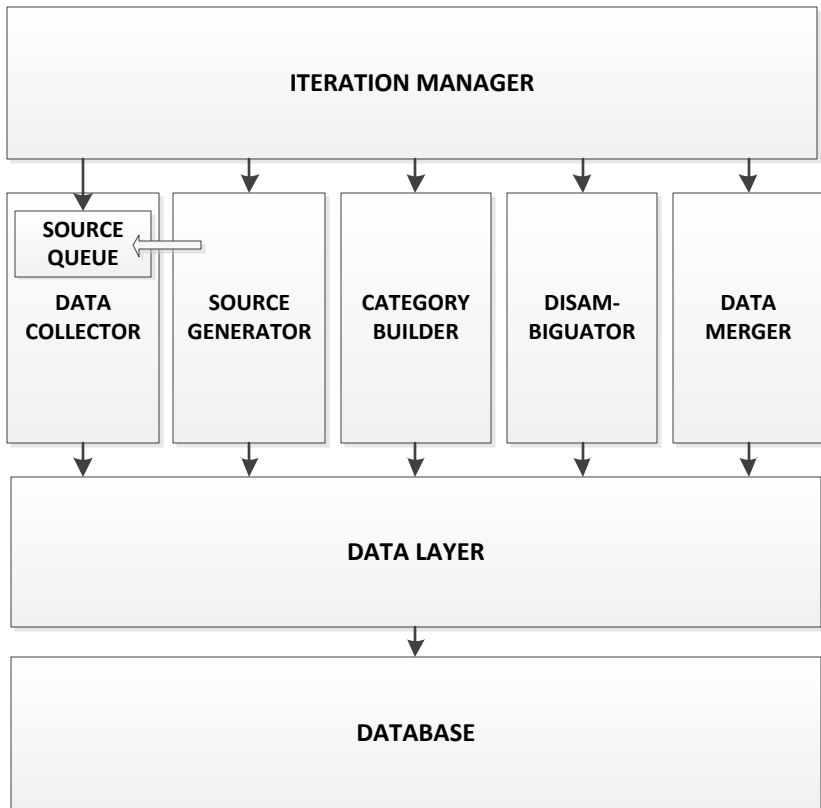 ITERATION MANAGER
SOURCE
QUEUE
DATA
COLLECTOR
SOURCE
GENERATOR
CATEGORY
BUILDER
DISAM-
BIGUATOR
DATA
MERGER
DATA LAYER
DATABASE